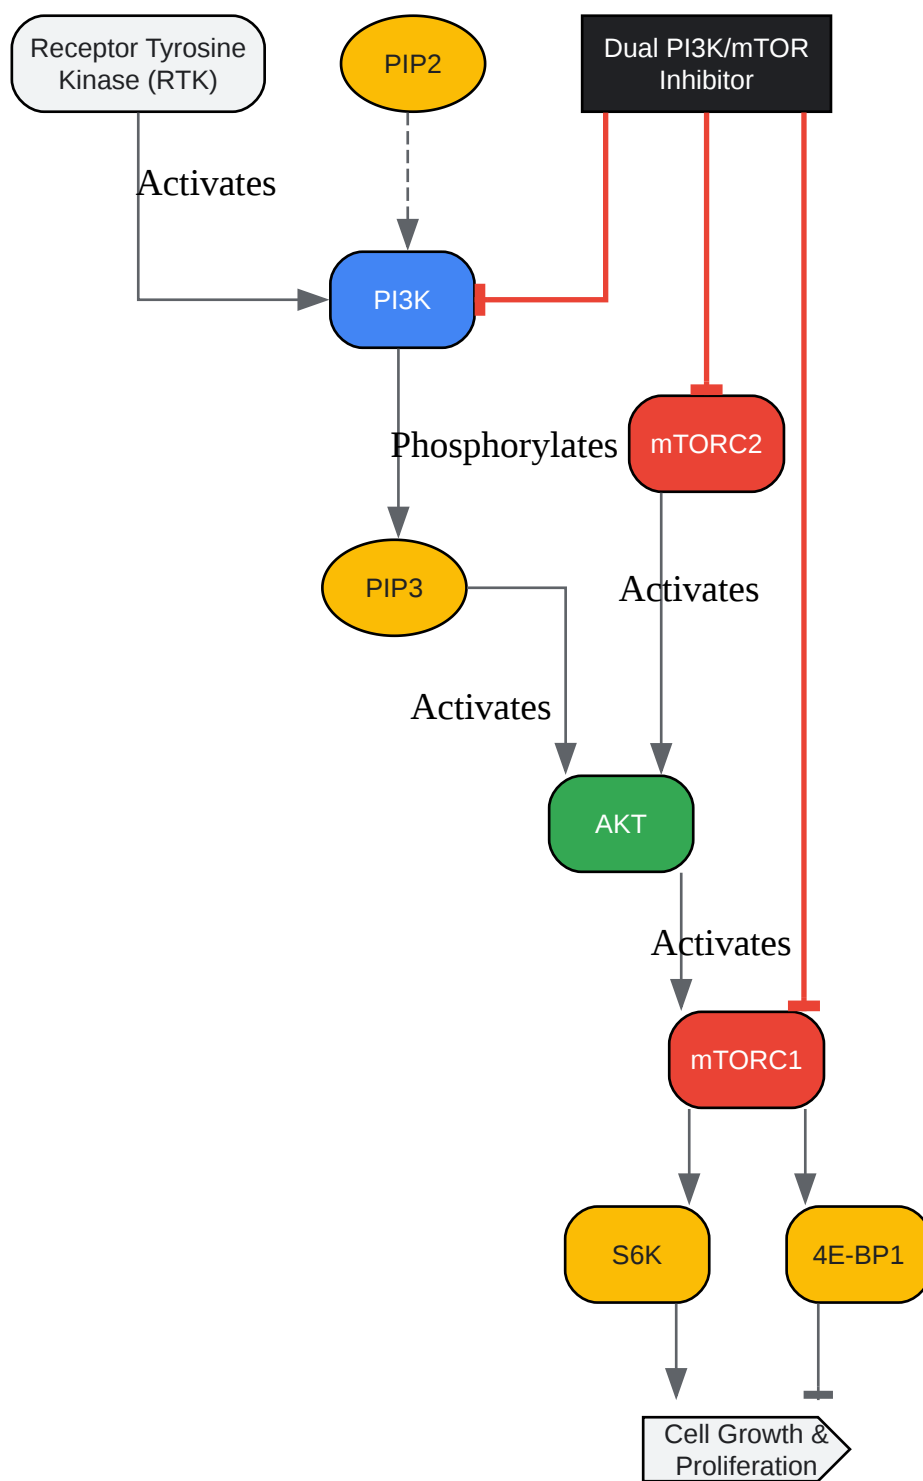 Receptor Tyrosine
Kinase (RTK)
PIP2
Dual PI3K/mTOR
Inhibitor
Activates
PI3K
Phosphorylates
mTORC2
PIP3
Activates
Activates
AKT
Activates
mTORC1
S6K
4E-BP1
Cell Growth &
Proliferation